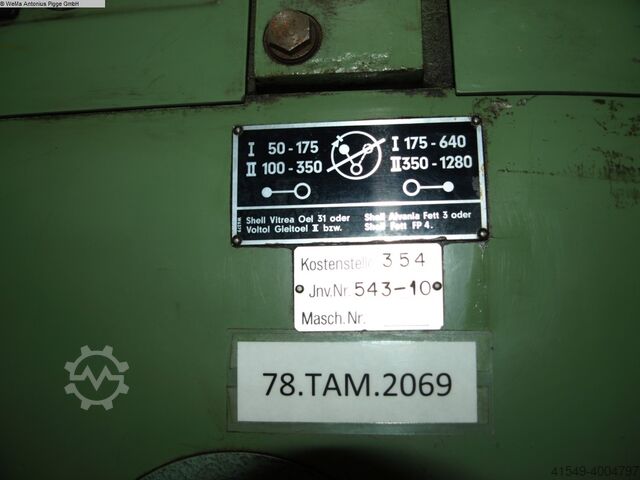 © WeMa Antonius Pigge GmbH
I 50-175 I 175-640
II 100-350 II 350-1280
Shell Vitrea Oel 31 oder Shell Alvania Fett 3 oder
Voltol Gleitoel II bzw. Shell Fett FP 4.
Kostenstelle 354
Jnv.Nr. 543-10
Masch.Nr.
78.TAM.2069
41549-4004797